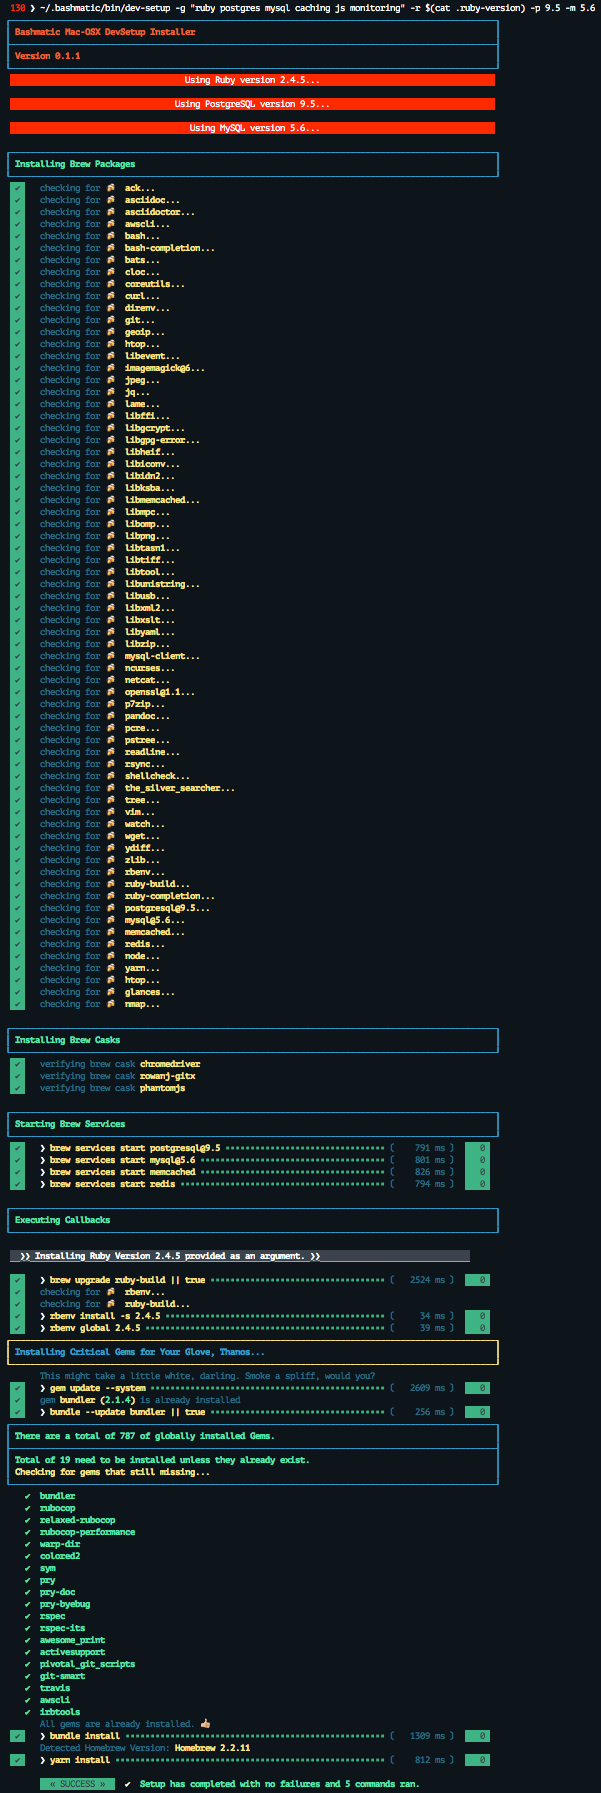 130 ❯ ~/.bashmatic/bin/dev-setup -g "ruby postgres mysql caching js monitoring" -r $(cat .ruby-version) -p 9.5 -m 5.6
Bashmatic Mac-OSX DevSetup Installer
Version 0.1.1
Using Ruby version 2.4.5...
Using PostgreSQL version 9.5...
Using MySQL version 5.6...
Installing Brew Packages
✔ checking for 📦 ack...
✔ checking for 📦 asciidoc...
✔ checking for 📦 asciidoctor...
✔ checking for 📦 awscli...
✔ checking for 📦 bash...
✔ checking for 📦 bash-completion...
✔ checking for 📦 bats...
✔ checking for 📦 cloc...
✔ checking for 📦 coreutils...
✔ checking for 📦 curl...
✔ checking for 📦 direnv...
✔ checking for 📦 git...
✔ checking for 📦 geoip...
✔ checking for 📦 htop...
✔ checking for 📦 libevent...
✔ checking for 📦 imagemagick@6...
✔ checking for 📦 jpeg...
✔ checking for 📦 jq...
✔ checking for 📦 lame...
✔ checking for 📦 libffi...
✔ checking for 📦 libgcrypt...
✔ checking for 📦 libgpg-error...
✔ checking for 📦 libheif...
✔ checking for 📦 libiconv...
✔ checking for 📦 libidn2...
✔ checking for 📦 libksba...
✔ checking for 📦 libmemcached...
✔ checking for 📦 libmpc...
✔ checking for 📦 libomp...
✔ checking for 📦 libpng...
✔ checking for 📦 libtasn1...
✔ checking for 📦 libtiff...
✔ checking for 📦 libtool...
✔ checking for 📦 libunistring...
✔ checking for 📦 libusb...
✔ checking for 📦 libxml2...
✔ checking for 📦 libxslt...
✔ checking for 📦 libyaml...
✔ checking for 📦 libzip...
✔ checking for 📦 mysql-client...
✔ checking for 📦 ncurses...
✔ checking for 📦 netcat...
✔ checking for 📦 openssl@1.1...
✔ checking for 📦 p7zip...
✔ checking for 📦 pandoc...
✔ checking for 📦 pcre...
✔ checking for 📦 pstree...
✔ checking for 📦 readline...
✔ checking for 📦 rsync...
✔ checking for 📦 shellcheck...
✔ checking for 📦 the_silver_searcher...
✔ checking for 📦 tree...
✔ checking for 📦 vim...
✔ checking for 📦 watch...
✔ checking for 📦 wget...
✔ checking for 📦 ydiff...
✔ checking for 📦 zlib...
✔ checking for 📦 rbenv...
✔ checking for 📦 ruby-build...
✔ checking for 📦 ruby-completion...
✔ checking for 📦 postgresql@9.5...
✔ checking for 📦 mysql@5.6...
✔ checking for 📦 memcached...
✔ checking for 📦 redis...
✔ checking for 📦 node...
✔ checking for 📦 yarn...
✔ checking for 📦 htop...
✔ checking for 📦 glances...
✔ checking for 📦 nmap...
Installing Brew Casks
✔ verifying brew cask chromedriver
✔ verifying brew cask rowanj-gitx
✔ verifying brew cask phantomjs
Starting Brew Services
✔ ❯ brew services start postgresql@9.5 ( 791 ms ) 0
✔ ❯ brew services start mysql@5.6 ( 801 ms ) 0
✔ ❯ brew services start memcached ( 826 ms ) 0
✔ ❯ brew services start redis ( 794 ms ) 0
Executing Callbacks
❯❯ Installing Ruby Version 2.4.5 provided as an argument. ❯❯
✔ ❯ brew upgrade ruby-build || true ( 2524 ms ) 0
✔ checking for 📦 rbenv...
✔ checking for 📦 ruby-build...
✔ ❯ rbenv install -s 2.4.5 ( 34 ms ) 0
✔ ❯ rbenv global 2.4.5 ( 39 ms ) 0
Installing Critical Gems for Your Glove, Thanos...
This might take a little white, darling. Smoke a spliff, would you?
✔ ❯ gem update --system ( 2609 ms ) 0
✔ gem bundler (2.1.4) is already installed
✔ ❯ bundle --update bundler || true ( 256 ms ) 0
There are a total of 787 of globally installed Gems.
Total of 19 need to be installed unless they already exist.
Checking for gems that still missing...
✔ bundler
✔ rubocop
✔ relaxed-rubocop
✔ rubocop-performance
✔ warp-dir
✔ colored2
✔ sym
✔ pry
✔ pry-doc
✔ pry-byebug
✔ rspec
✔ rspec-its
✔ awesome_print
✔ activesupport
✔ pivotal_git_scripts
✔ git-smart
✔ travis
✔ awscli
✔ irbtools
All gems are already installed. 👍🏼
✔ ❯ bundle install ( 1309 ms ) 0
Detected Homebrew Version: Homebrew 2.2.11
✔ ❯ yarn install ( 812 ms ) 0
« SUCCESS » ✔ Setup has completed with no failures and 5 commands ran.